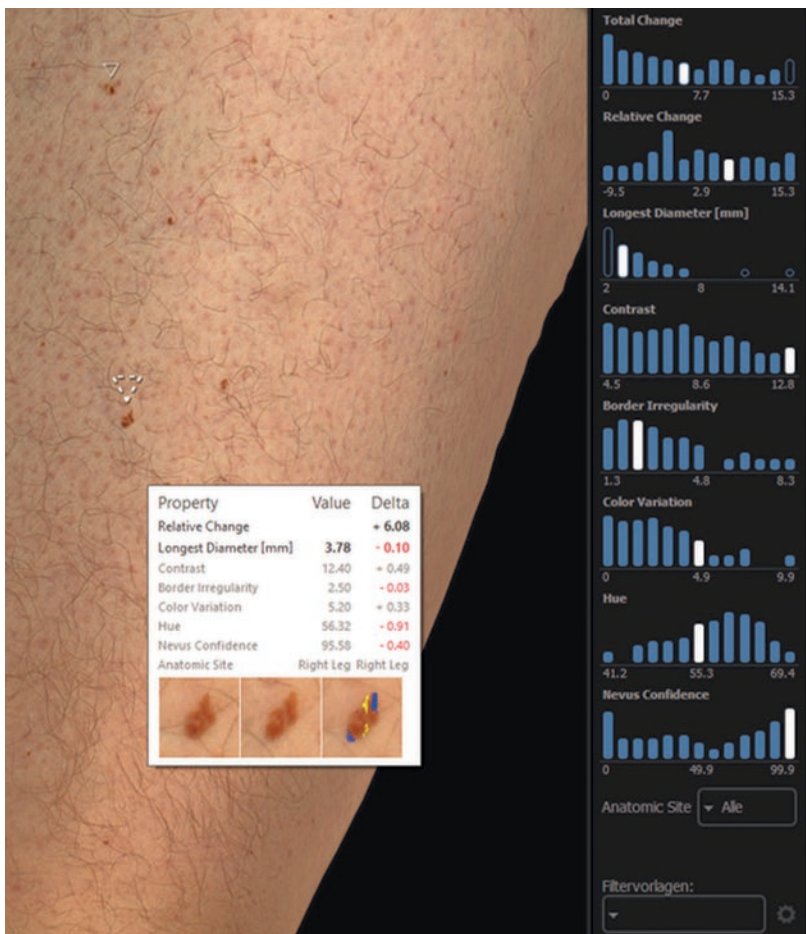 Property Value Delta
Relative Change + 6.08
Longest Diameter [mm] 3.78 - 0.10
Contrast 12.40 + 0.49
Border Irregularity 2.50 - 0.03
Color Variation 5.20 + 0.33
Hue 56.32 - 0.91
Nevus Confidence 95.58 - 0.40
Anatomic Site Right Leg Right Leg
Total Change
0 7.7 15.3
Relative Change
-9.5 2.9 15.3
Longest Diameter [mm]
2 8 14.1
Contrast
4.5 8.6 12.8
Border Irregularity
1.3 4.8 8.3
Color Variation
0 4.9 9.9
Hue
41.2 55.3 69.4
Nevus Confidence
0 49.9 99.9
Anatomic Site Alle
Filtervorlagen: